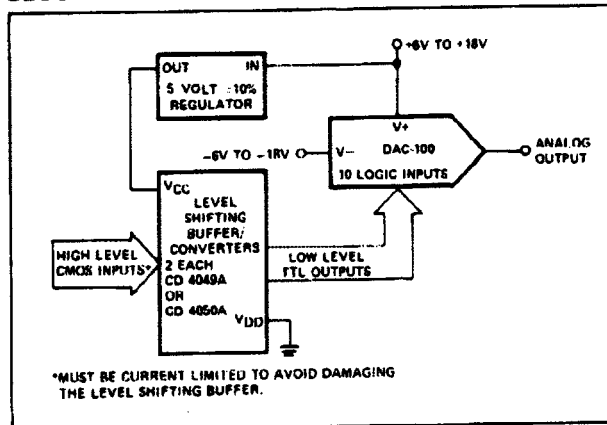 +6V TO +18V
OUT IN
5 VOLT ±10%
REGULATOR
V+
DAC-100
10 LOGIC INPUTS
-6V TO -18V
V-
ANALOG
OUTPUT
VCC
LEVEL
SHIFTING
BUFFER/
CONVERTERS
2 EACH
CD 4049A
OR
CD 4050A
VDD
HIGH LEVEL
CMOS INPUTS*
LOW LEVEL
TTL OUTPUTS
*MUST BE CURRENT LIMITED TO AVOID DAMAGING
THE LEVEL SHIFTING BUFFER.